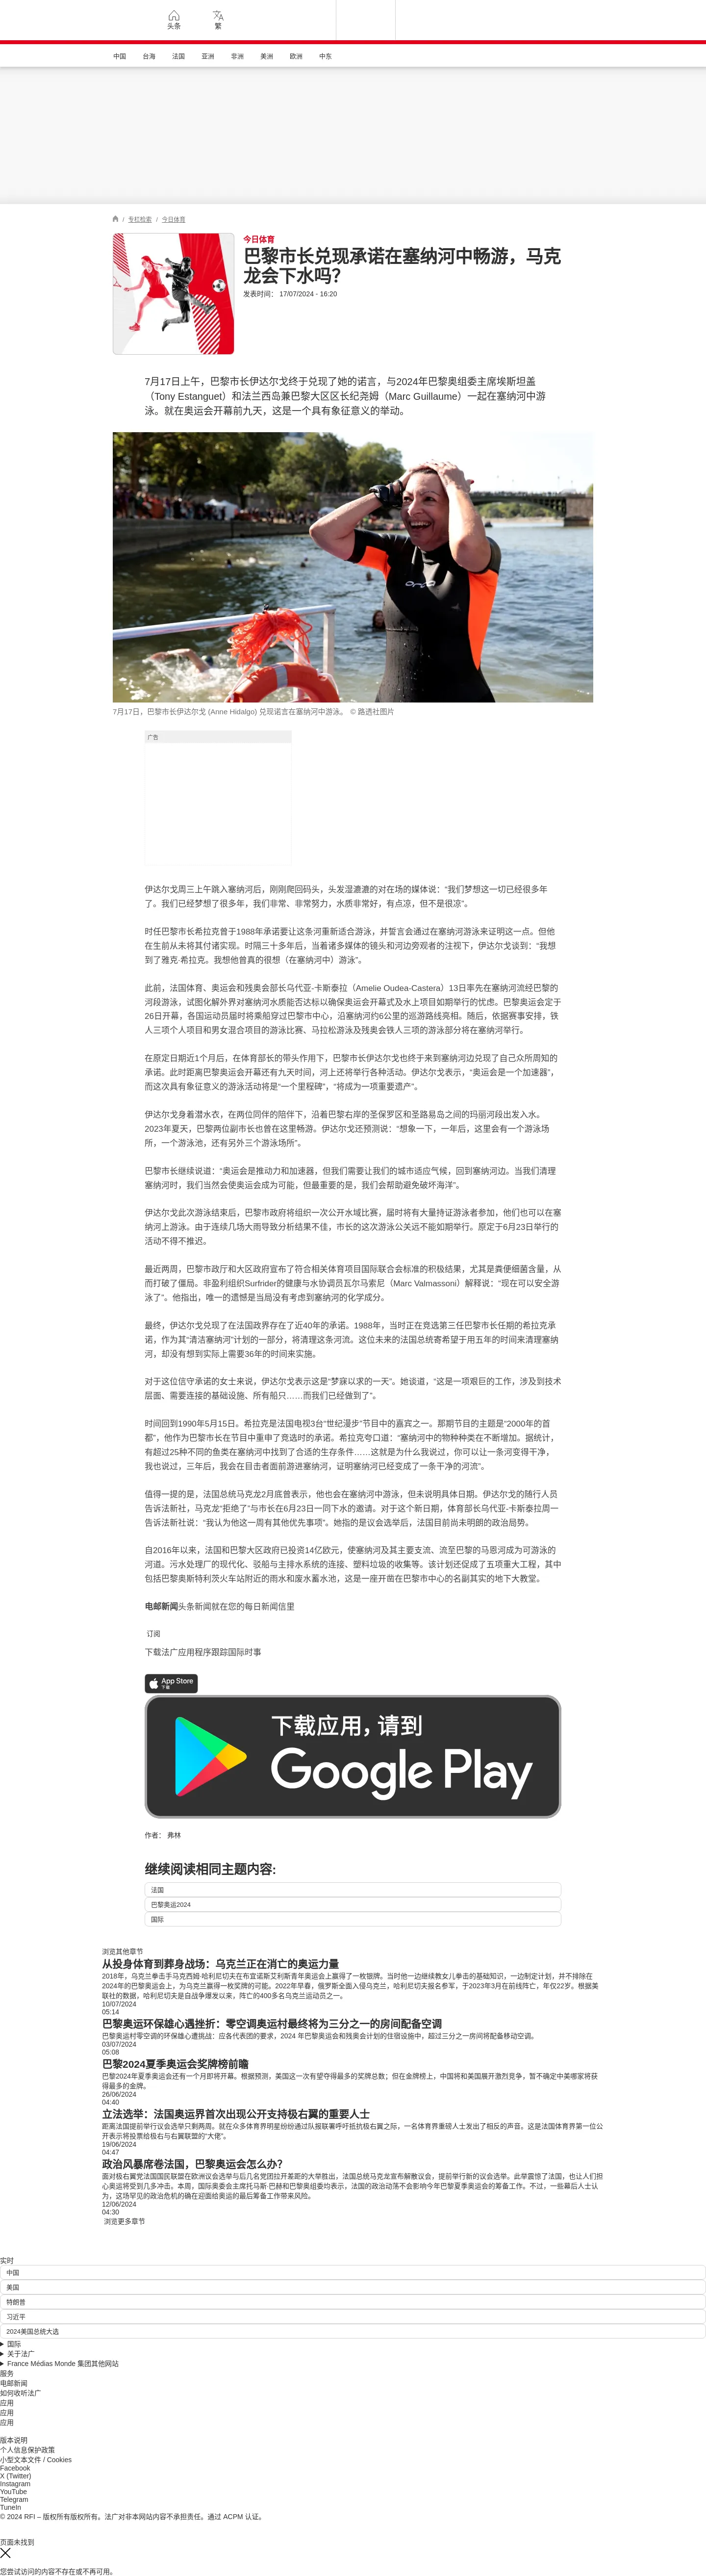 头条
繁
中国
台海
法国
亚洲
非洲
美洲
欧洲
中东
/ 专栏检索 / 今日体育
今日体育
巴黎市长兑现承诺在塞纳河中畅游，马克
龙会下水吗？
发表时间： 17/07/2024 - 16:20
7月17日上午，巴黎市长伊达尔戈终于兑现了她的诺言，与2024年巴黎奥组委主席埃斯坦盖
（Tony Estanguet）和法兰西岛兼巴黎大区区长纪尧姆（Marc Guillaume）一起在塞纳河中游
泳。就在奥运会开幕前九天，这是一个具有象征意义的举动。
7月17日，巴黎市长伊达尔戈 (Anne Hidalgo) 兑现诺言在塞纳河中游泳。 © 路透社图片
广告
伊达尔戈周三上午跳入塞纳河后，刚刚爬回码头，头发湿漉漉的对在场的媒体说：“我们梦想这一切已经很多年
了。我们已经梦想了很多年，我们非常、非常努力，水质非常好，有点凉，但不是很凉”。
时任巴黎市长希拉克曾于1988年承诺要让这条河重新适合游泳，并誓言会通过在塞纳河游泳来证明这一点。但他
在生前从未将其付诸实现。时隔三十多年后，当着诸多媒体的镜头和河边旁观者的注视下，伊达尔戈谈到：“我想
到了雅克·希拉克。我想他曾真的很想（在塞纳河中）游泳”。
此前，法国体育、奥运会和残奥会部长乌代亚-卡斯泰拉（Amelie Oudea-Castera）13日率先在塞纳河流经巴黎的
河段游泳，试图化解外界对塞纳河水质能否达标以确保奥运会开幕式及水上项目如期举行的忧虑。巴黎奥运会定于
26日开幕，各国运动员届时将乘船穿过巴黎市中心，沿塞纳河约6公里的巡游路线亮相。随后，依据赛事安排，铁
人三项个人项目和男女混合项目的游泳比赛、马拉松游泳及残奥会铁人三项的游泳部分将在塞纳河举行。
在原定日期近1个月后，在体育部长的带头作用下，巴黎市长伊达尔戈也终于来到塞纳河边兑现了自己众所周知的
承诺。此时距离巴黎奥运会开幕还有九天时间，河上还将举行各种活动。伊达尔戈表示，“奥运会是一个加速器”，
而这次具有象征意义的游泳活动将是“一个里程碑”，“将成为一项重要遗产”。
伊达尔戈身着潜水衣，在两位同伴的陪伴下，沿着巴黎右岸的圣保罗区和圣路易岛之间的玛丽河段出发入水。
2023年夏天，巴黎两位副市长也曾在这里畅游。伊达尔戈还预测说：“想象一下，一年后，这里会有一个游泳场
所，一个游泳池，还有另外三个游泳场所”。
巴黎市长继续说道：“奥运会是推动力和加速器，但我们需要让我们的城市适应气候，回到塞纳河边。当我们清理
塞纳河时，我们当然会使奥运会成为可能，但最重要的是，我们会帮助避免破坏海洋”。
伊达尔戈此次游泳结束后，巴黎市政府将组织一次公开水域比赛，届时将有大量持证游泳者参加，他们也可以在塞
纳河上游泳。由于连续几场大雨导致分析结果不佳，市长的这次游泳公关远不能如期举行。原定于6月23日举行的
活动不得不推迟。
最近两周，巴黎市政厅和大区政府宣布了符合相关体育项目国际联合会标准的积极结果，尤其是粪便细菌含量，从
而打破了僵局。非盈利组织Surfrider的健康与水协调员瓦尔马索尼（Marc Valmassoni）解释说：“现在可以安全游
泳了”。他指出，唯一的遗憾是当局没有考虑到塞纳河的化学成分。
最终，伊达尔戈兑现了在法国政界存在了近40年的承诺。1988年，当时正在竞选第三任巴黎市长任期的希拉克承
诺，作为其“清洁塞纳河”计划的一部分，将清理这条河流。这位未来的法国总统寄希望于用五年的时间来清理塞纳
河，却没有想到实际上需要36年的时间来实施。
对于这位信守承诺的女士来说，伊达尔戈表示这是“梦寐以求的一天”。她谈道，“这是一项艰巨的工作，涉及到技术
层面、需要连接的基础设施、所有船只……而我们已经做到了”。
时间回到1990年5月15日。希拉克是法国电视3台“世纪漫步”节目中的嘉宾之一。那期节目的主题是“2000年的首
都”，他作为巴黎市长在节目中重申了竞选时的承诺。希拉克夸口道：“塞纳河中的物种种类在不断增加。据统计，
有超过25种不同的鱼类在塞纳河中找到了合适的生存条件……这就是为什么我说过，你可以让一条河变得干净，
我也说过，三年后，我会在目击者面前游进塞纳河，证明塞纳河已经变成了一条干净的河流”。
值得一提的是，法国总统马克龙2月底曾表示，他也会在塞纳河中游泳，但未说明具体日期。伊达尔戈的随行人员
告诉法新社，马克龙“拒绝了”与市长在6月23日一同下水的邀请。对于这个新日期，体育部长乌代亚-卡斯泰拉周一
告诉法新社说：“我认为他这一周有其他优先事项”。她指的是议会选举后，法国目前尚未明朗的政治局势。
自2016年以来，法国和巴黎大区政府已投资14亿欧元，使塞纳河及其主要支流、流至巴黎的马恩河成为可游泳的
河道。污水处理厂的现代化、驳船与主排水系统的连接、塑料垃圾的收集等。该计划还促成了五项重大工程，其中
包括巴黎奥斯特利茨火车站附近的雨水和废水蓄水池，这是一座开凿在巴黎市中心的名副其实的地下大教堂。
电邮新闻头条新闻就在您的每日新闻信里
订阅
下载法广应用程序跟踪国际时事
App Store
下载
下载应用，请到
Google Play
作者： 弗林
继续阅读相同主题内容:
法国
巴黎奥运2024
国际
浏览其他章节
从投身体育到葬身战场：乌克兰正在消亡的奥运力量
2018年，乌克兰拳击手马克西姆·哈利尼切夫在布宜诺斯艾利斯青年奥运会上赢得了一枚银牌。当时他一边继续教女儿拳击的基础知识，一边制定计划，并不排除在
2024年的巴黎奥运会上，为乌克兰赢得一枚奖牌的可能。2022年早春，俄罗斯全面入侵乌克兰，哈利尼切夫报名参军，于2023年3月在前线阵亡，年仅22岁。根据美
联社的数据，哈利尼切夫是自战争爆发以来，阵亡的400多名乌克兰运动员之一。
10/07/2024
05:14
巴黎奥运环保雄心遇挫折：零空调奥运村最终将为三分之一的房间配备空调
巴黎奥运村零空调的环保雄心遭挑战：应各代表团的要求，2024 年巴黎奥运会和残奥会计划的住宿设施中，超过三分之一房间将配备移动空调。
03/07/2024
05:08
巴黎2024夏季奥运会奖牌榜前瞻
巴黎2024年夏季奥运会还有一个月即将开幕。根据预测，美国这一次有望夺得最多的奖牌总数；但在金牌榜上，中国将和美国展开激烈竞争，暂不确定中美哪家将获
得最多的金牌。
26/06/2024
04:40
立法选举：法国奥运界首次出现公开支持极右翼的重要人士
距离法国提前举行议会选举只剩两周。就在众多体育界明星纷纷通过队报联署呼吁抵抗极右翼之际，一名体育界重磅人士发出了相反的声音。这是法国体育界第一位公
开表示将投票给极右与右翼联盟的“大佬”。
19/06/2024
04:47
政治风暴席卷法国，巴黎奥运会怎么办？
面对极右翼党法国国民联盟在欧洲议会选举与后几名党团拉开差距的大举胜出，法国总统马克龙宣布解散议会，提前举行新的议会选举。此举震惊了法国，也让人们担
心奥运将受到几多冲击。本周，国际奥委会主席托马斯·巴赫和巴黎奥组委均表示，法国的政治动荡不会影响今年巴黎夏季奥运会的筹备工作。不过，一些幕后人士认
为，这场罕见的政治危机的确在迎面给奥运的最后筹备工作带来风险。
12/06/2024
04:30
浏览更多章节
实时
中国
美国
特朗普
习近平
2024美国总统大选
国际
关于法广
France Médias Monde 集团其他网站
服务
电邮新闻
如何收听法广
应用
应用
应用
版本说明
个人信息保护政策
小型文本文件 / Cookies
Facebook
X (Twitter)
Instagram
YouTube
Telegram
TuneIn
© 2024 RFI – 版权所有版权所有。法广对非本网站内容不承担责任。通过 ACPM 认证。
页面未找到
您尝试访问的内容不存在或不再可用。